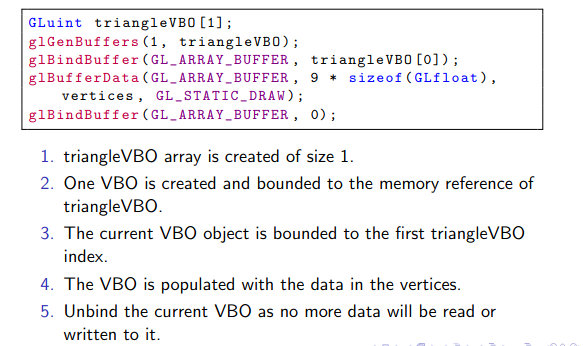 GLuint triangleVBO[1];
glGenBuffers(1, triangleVBO);
glBindBuffer(GL_ARRAY_BUFFER, triangleVBO[0]);
glBufferData(GL_ARRAY_BUFFER, 9 * sizeof(GLfloat),
vertices, GL_STATIC_DRAW);
glBindBuffer(GL_ARRAY_BUFFER, 0);
1. triangleVBO array is created of size 1.
2. One VBO is created and bounded to the memory reference of
triangleVBO.
3. The current VBO object is bounded to the first triangleVBO
index.
4. The VBO is populated with the data in the vertices.
5. Unbind the current VBO as no more data will be read or
written to it.